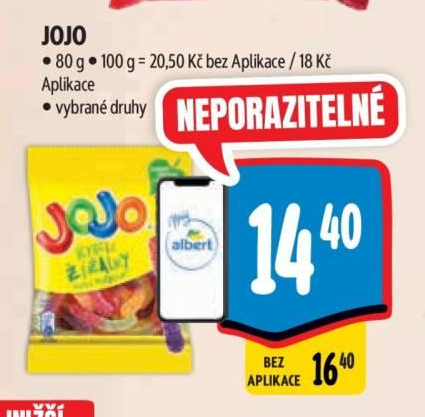 JOJO
• 80 g • 100 g = 20,50 Kč bez Aplikace / 18 Kč
Aplikace
• vybrané druhy
NEPORAZITELNÉ
JOJO
KYSELÉ
ŽÍŽALKY
můj
albert
14 40
BEZ
APLIKACE 16 40